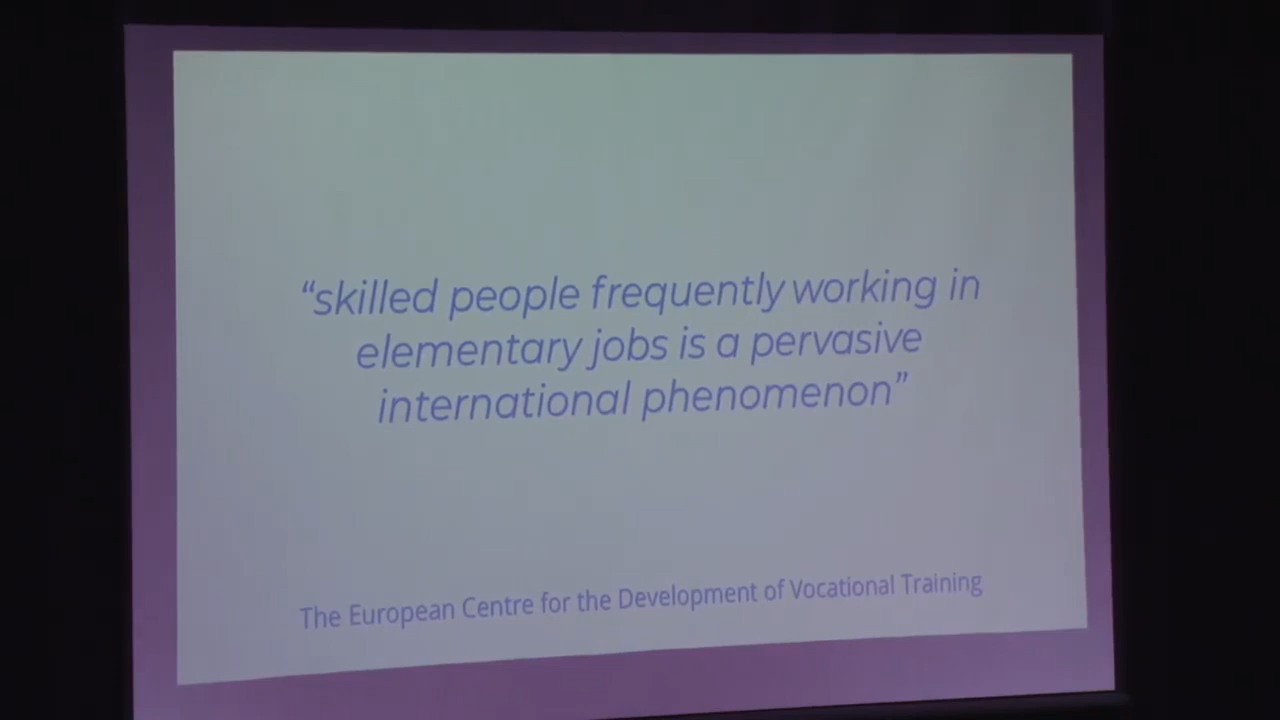 “skilled people frequently working in
elementary jobs is a pervasive
international phenomenon”
The European Centre for the Development of Vocational Training